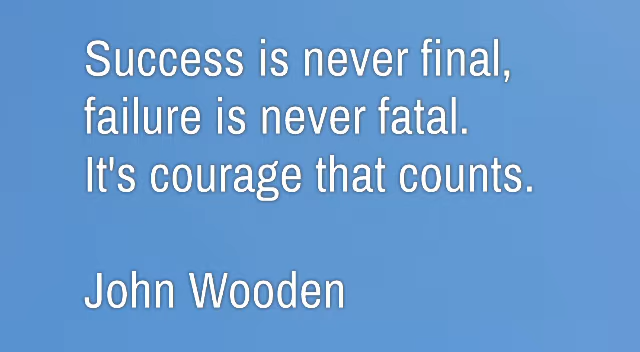 Success is never final,
failure is never fatal.
It's courage that counts.
John Wooden